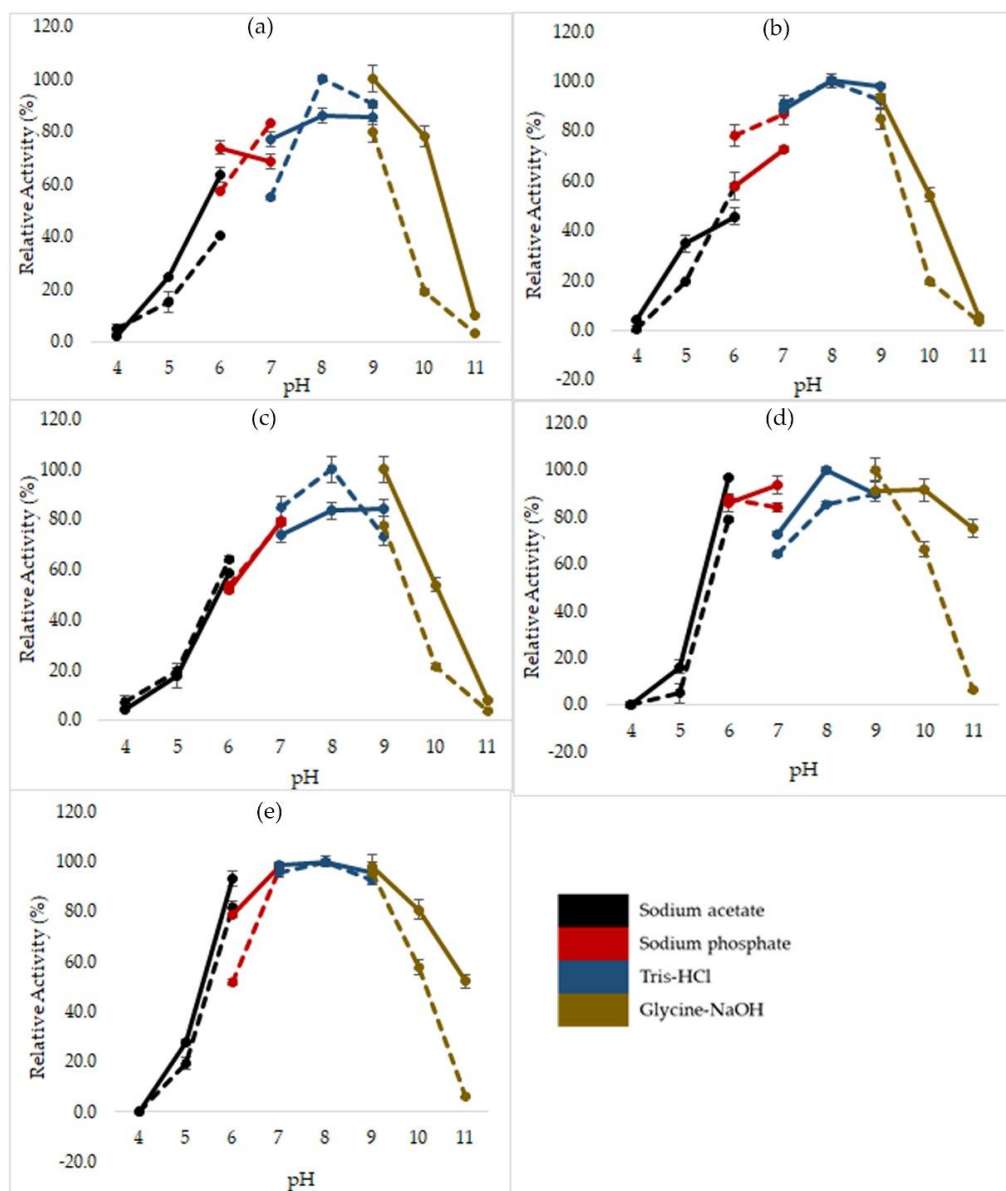 (a)
120.0
100.0
80.0
60.0
40.0
20.0
0.0
Relative Activity (%)
4 5 6 7 8 9 10 11
pH
(b)
120.0
100.0
80.0
60.0
40.0
20.0
0.0
-20.0
Relative Activity (%)
4 5 6 7 8 9 10 11
pH
(c)
120.0
100.0
80.0
60.0
40.0
20.0
0.0
Relative Activity (%)
4 5 6 7 8 9 10 11
pH
(d)
120.0
100.0
80.0
60.0
40.0
20.0
0.0
-20.0
Relative Activity (%)
4 5 6 7 8 9 10 11
pH
(e)
120.0
100.0
80.0
60.0
40.0
20.0
0.0
-20.0
Relative Activity (%)
4 5 6 7 8 9 10 11
pH
Sodium acetate
Sodium phosphate
Tris-HCl
Glycine-NaOH